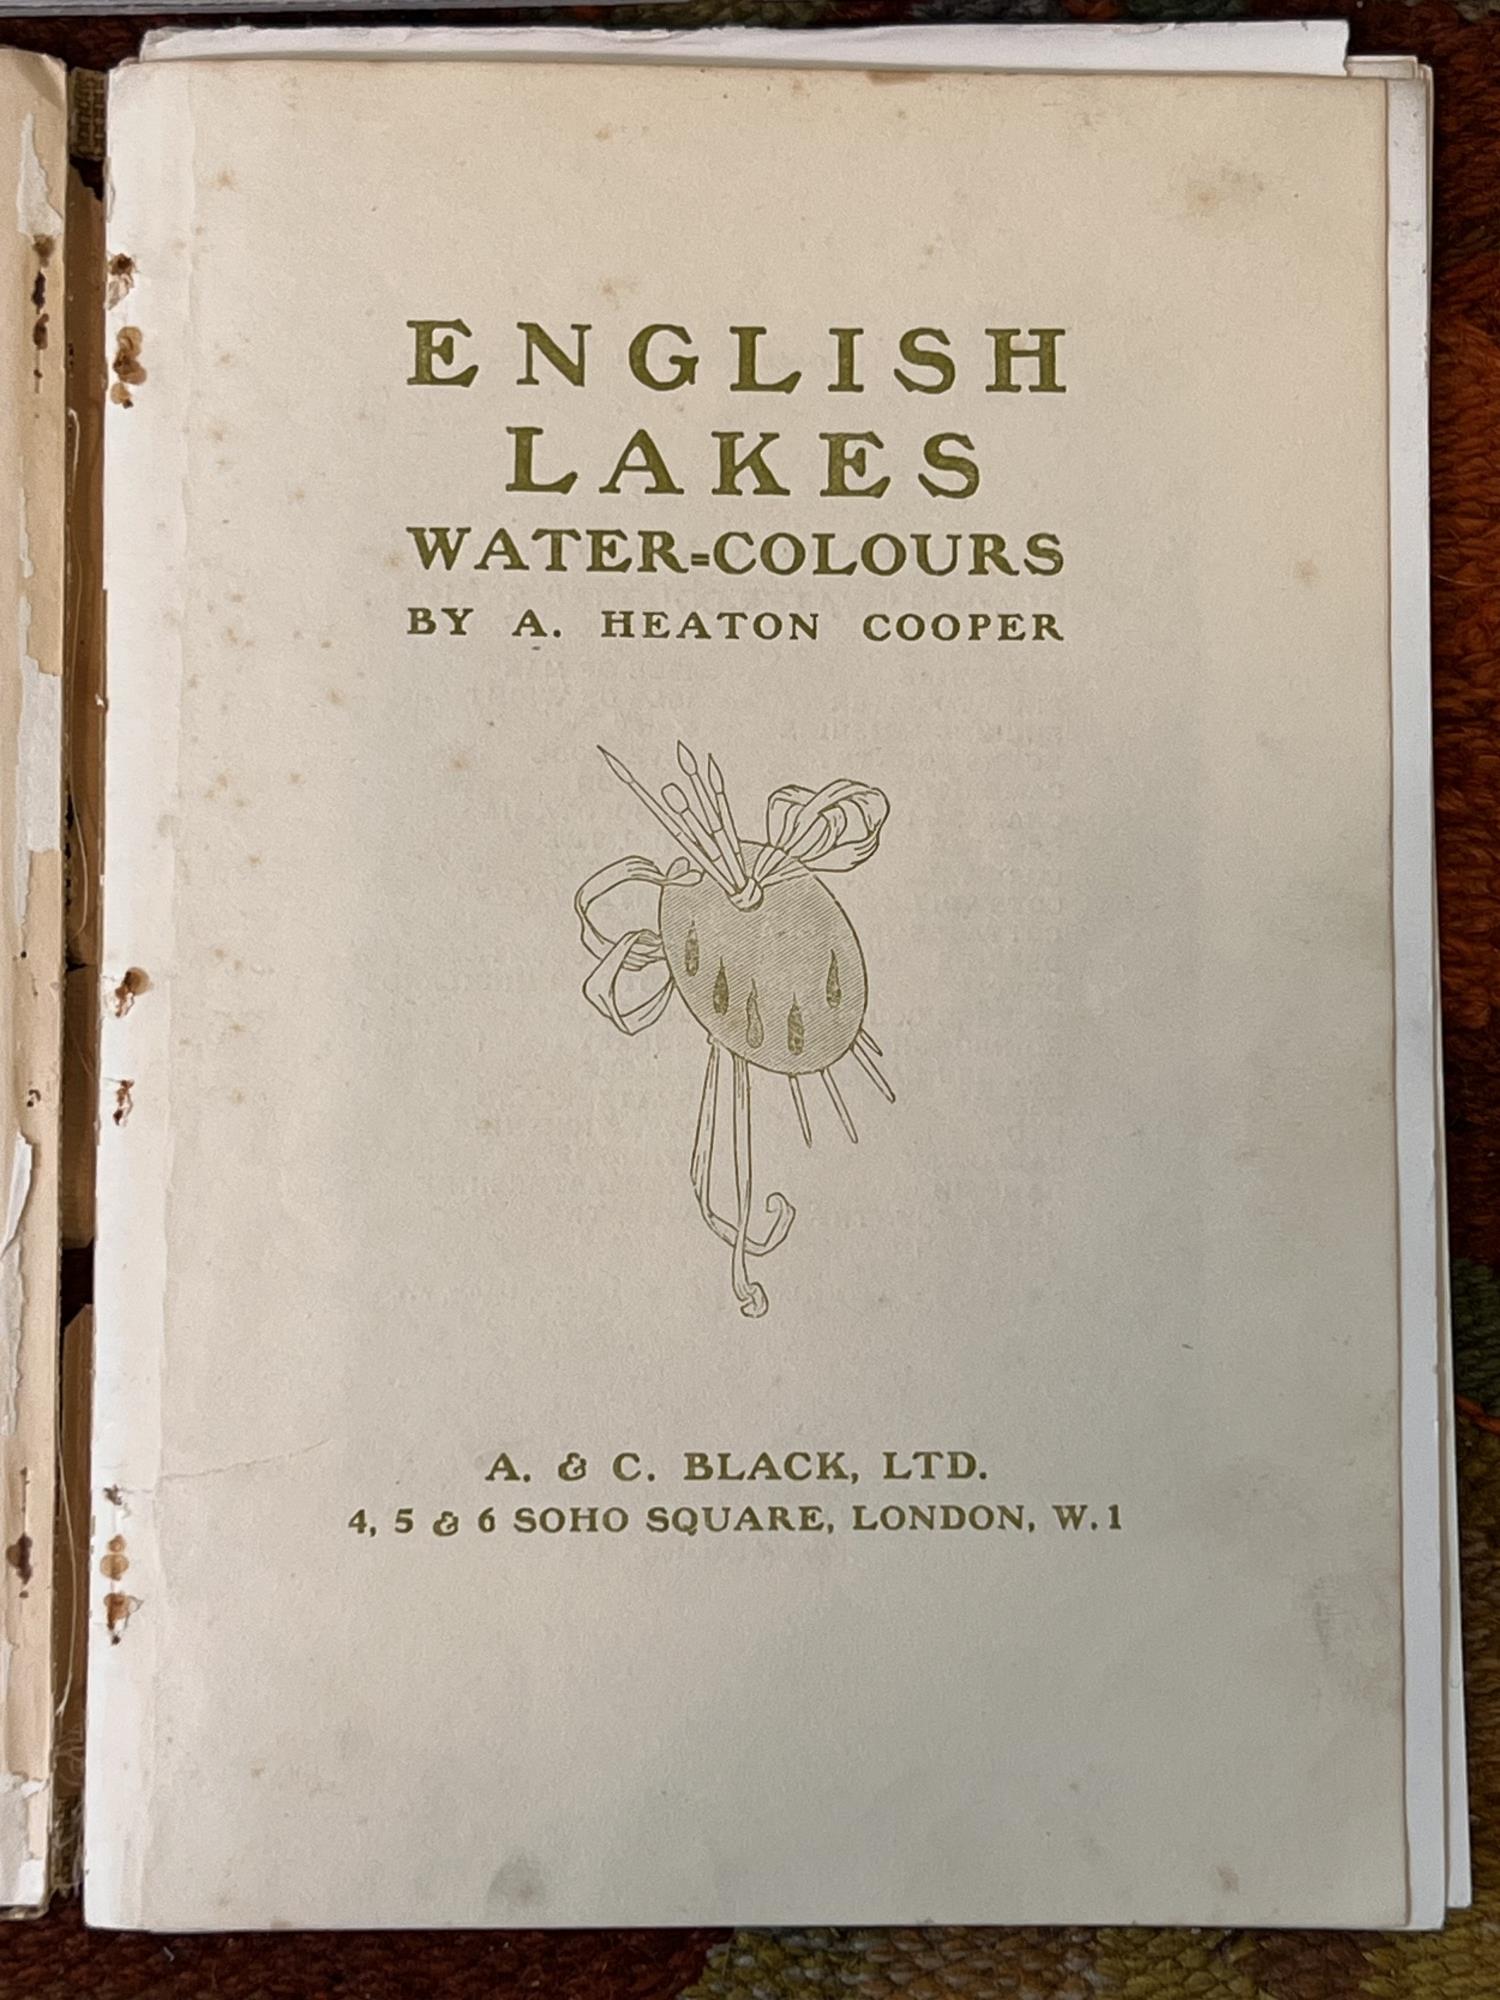 ENGLISH
LAKES
WATER=COLOURS
BY A. HEATON COOPER
A. & C. BLACK, LTD.
4, 5 & 6 SOHO SQUARE, LONDON, W.1